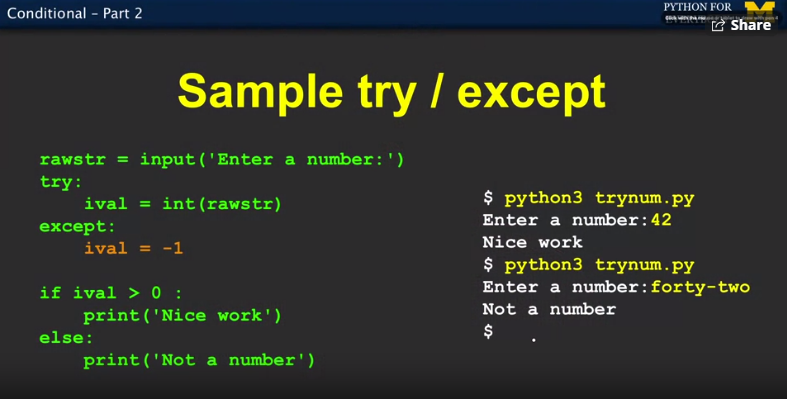 Conditional - Part 2
PYTHON FOR
Share
Sample try / except
rawstr = input('Enter a number:')
try:
    ival = int(rawstr)
except:
    ival = -1
if ival > 0 :
    print('Nice work')
else:
    print('Not a number')
$ python3 trynum.py
Enter a number:42
Nice work
$ python3 trynum.py
Enter a number:forty-two
Not a number
$